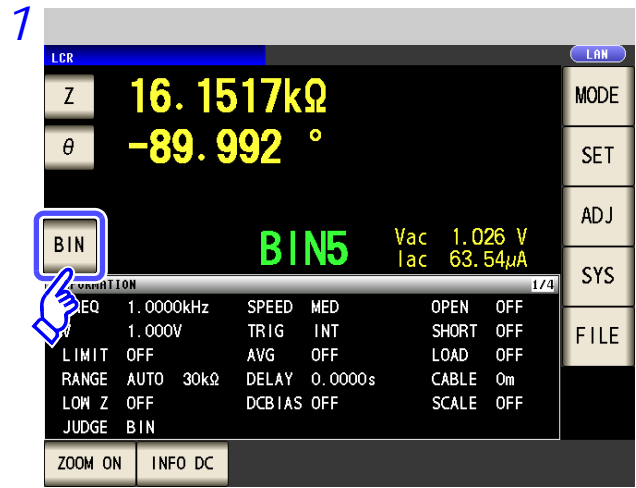 1
LCR
LAN
Z 16.1517kΩ MODE
θ -89.992 ° SET
ADJ
BIN BIN5 Vac 1.026 V
Iac 63.54μA
SYS
INFORMATION 1/4
FREQ 1.0000kHz SPEED MED OPEN OFF
V 1.000V TRIG INT SHORT OFF
FILE
LIMIT OFF AVG OFF LOAD OFF
RANGE AUTO 30kΩ DELAY 0.0000s CABLE 0m
LOW Z OFF DCBIAS OFF SCALE OFF
JUDGE BIN
ZOOM ON INFO DC